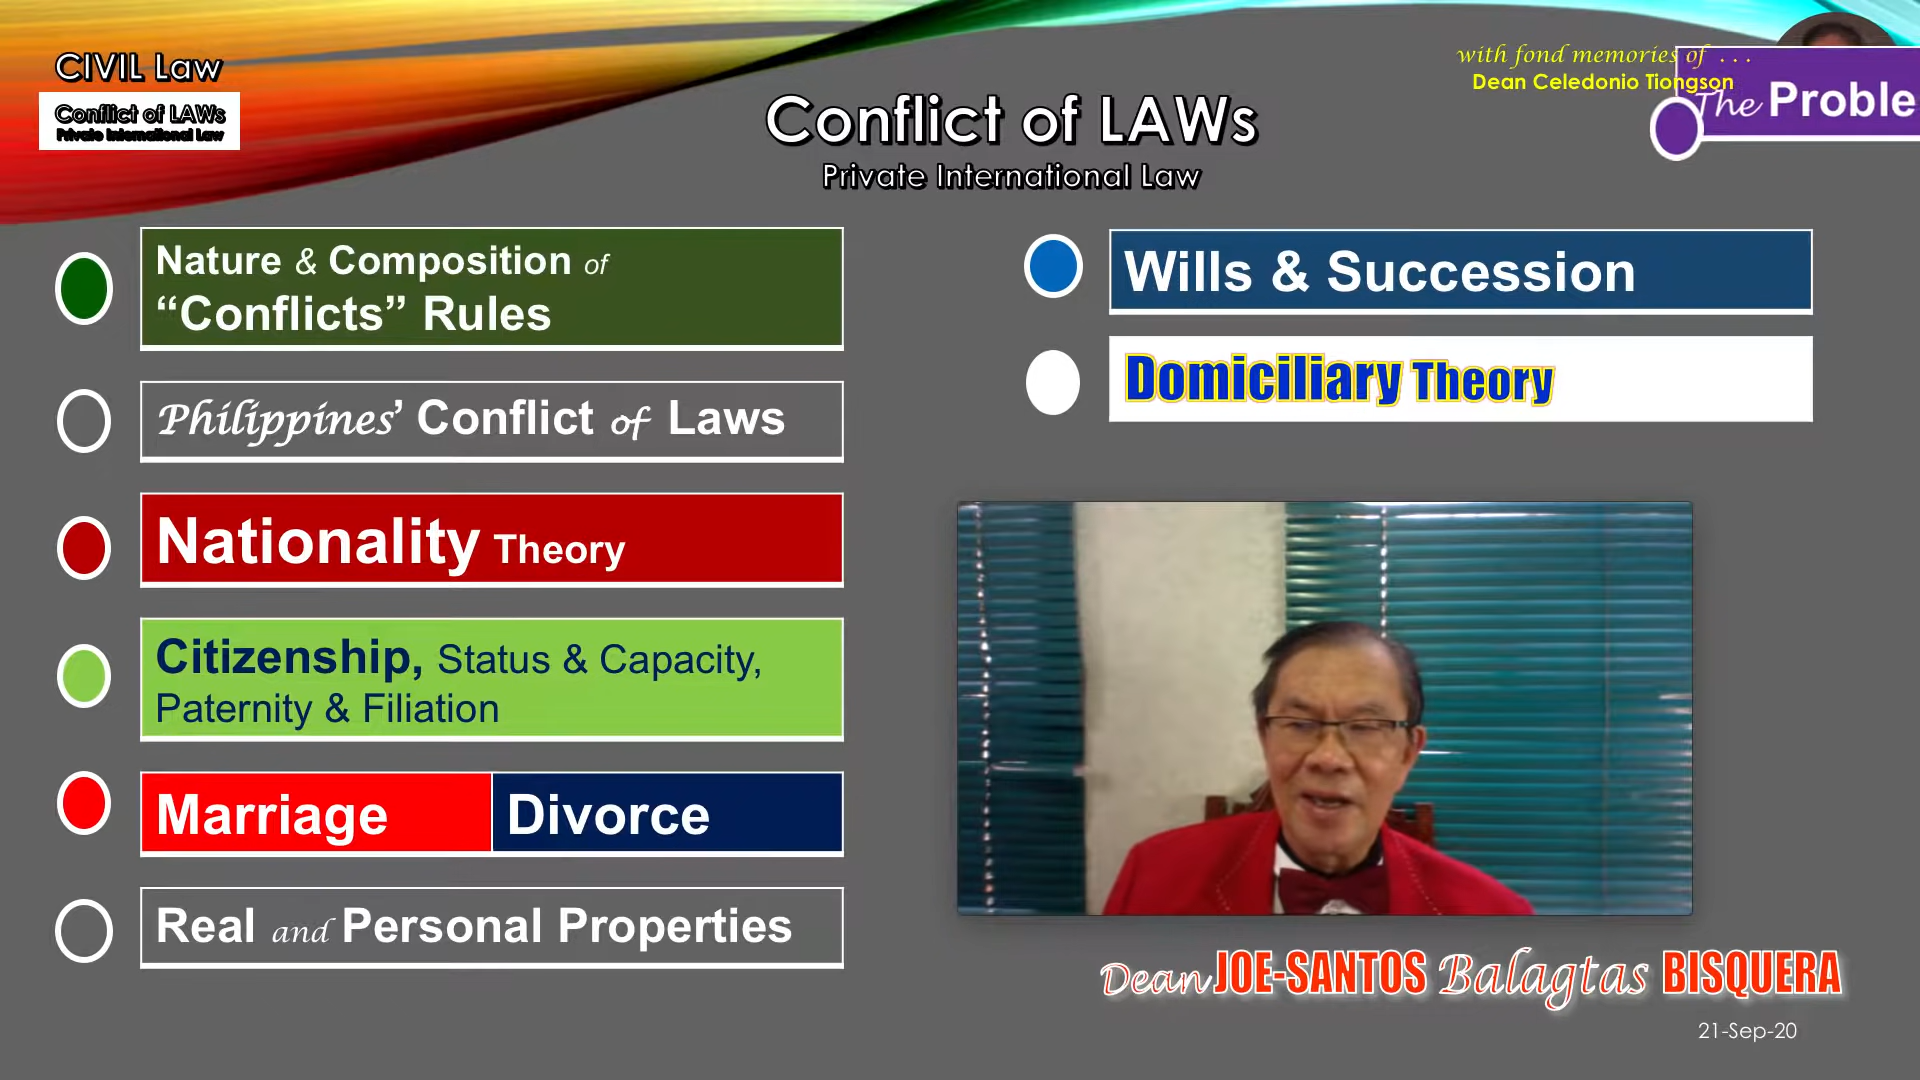 CIVIL Law
Conflict of LAWs
Private International Law
with fond memories of . . .
Dean Celedonio Tiongson
The Proble
Conflict of LAWs
Private International Law
Nature & Composition of
“Conflicts” Rules
Philippines’ Conflict of Laws
Nationality Theory
Citizenship, Status & Capacity,
Paternity & Filiation
Marriage
Divorce
Real and Personal Properties
Wills & Succession
Domiciliary Theory
Dean JOE-SANTOS Balagtas BISQUERA
21-Sep-20